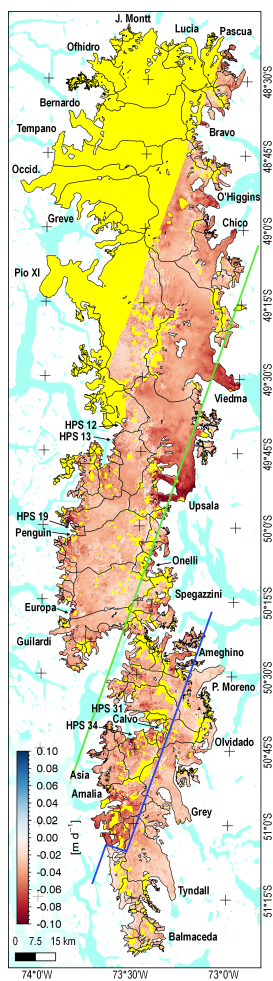 J. Montt
Lucia
Pascua
Ofhidro
48°30'S
Bernardo
Bravo
Tempano
48°45'S
Occid.
O'Higgins
Greve
Chico
49°0'S
Pio XI
49°15'S
Viedma
49°30'S
HPS 12
HPS 13
49°45'S
Upsala
HPS 19
Penguin
50°0'S
Onelli
Spegazzini
50°15'S
Europa
Guilardi
Ameghino
50°30'S
P. Moreno
HPS 31
Calvo
HPS 34
Olvidado
50°45'S
Asia
Amalia
0.10
0.08
0.06
0.04
0.02
0.00
-0.02
-0.04
-0.06
-0.08
-0.10
[m d⁻¹]
Grey
51°0'S
Tyndall
51°15'S
Balmaceda
0 7.5 15 km
74°0'W 73°30'W 73°0'W